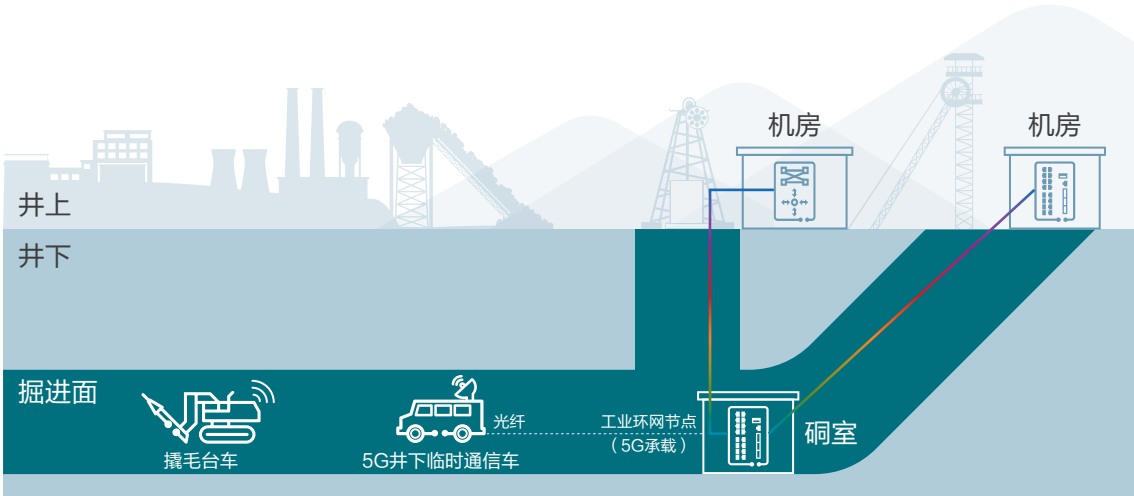 机房
机房
井上
井下
掘进面
光纤
工业环网节点
（5G承载）
硐室
撬毛台车
5G井下临时通信车